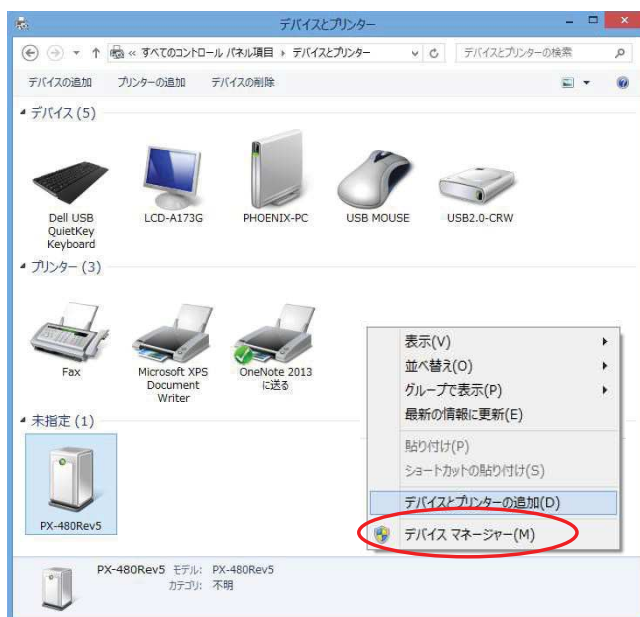 デバイスとプリンター
« すべてのコントロール パネル項目 ▸ デバイスとプリンター
デバイスとプリンターの検索
デバイスの追加 プリンターの追加 デバイスの削除
デバイス (5)
Dell USB
QuietKey
Keyboard
LCD-A173G
PHOENIX-PC
USB MOUSE
USB2.0-CRW
プリンター (3)
Fax
Microsoft XPS
Document
Writer
OneNote 2013
に送る
未指定 (1)
PX-480Rev5
表示(V)
並べ替え(O)
グループで表示(P)
最新の情報に更新(E)
貼り付け(P)
ショートカットの貼り付け(S)
デバイスとプリンターの追加(D)
デバイス マネージャー(M)
PX-480Rev5 モデル: PX-480Rev5
カテゴリ: 不明